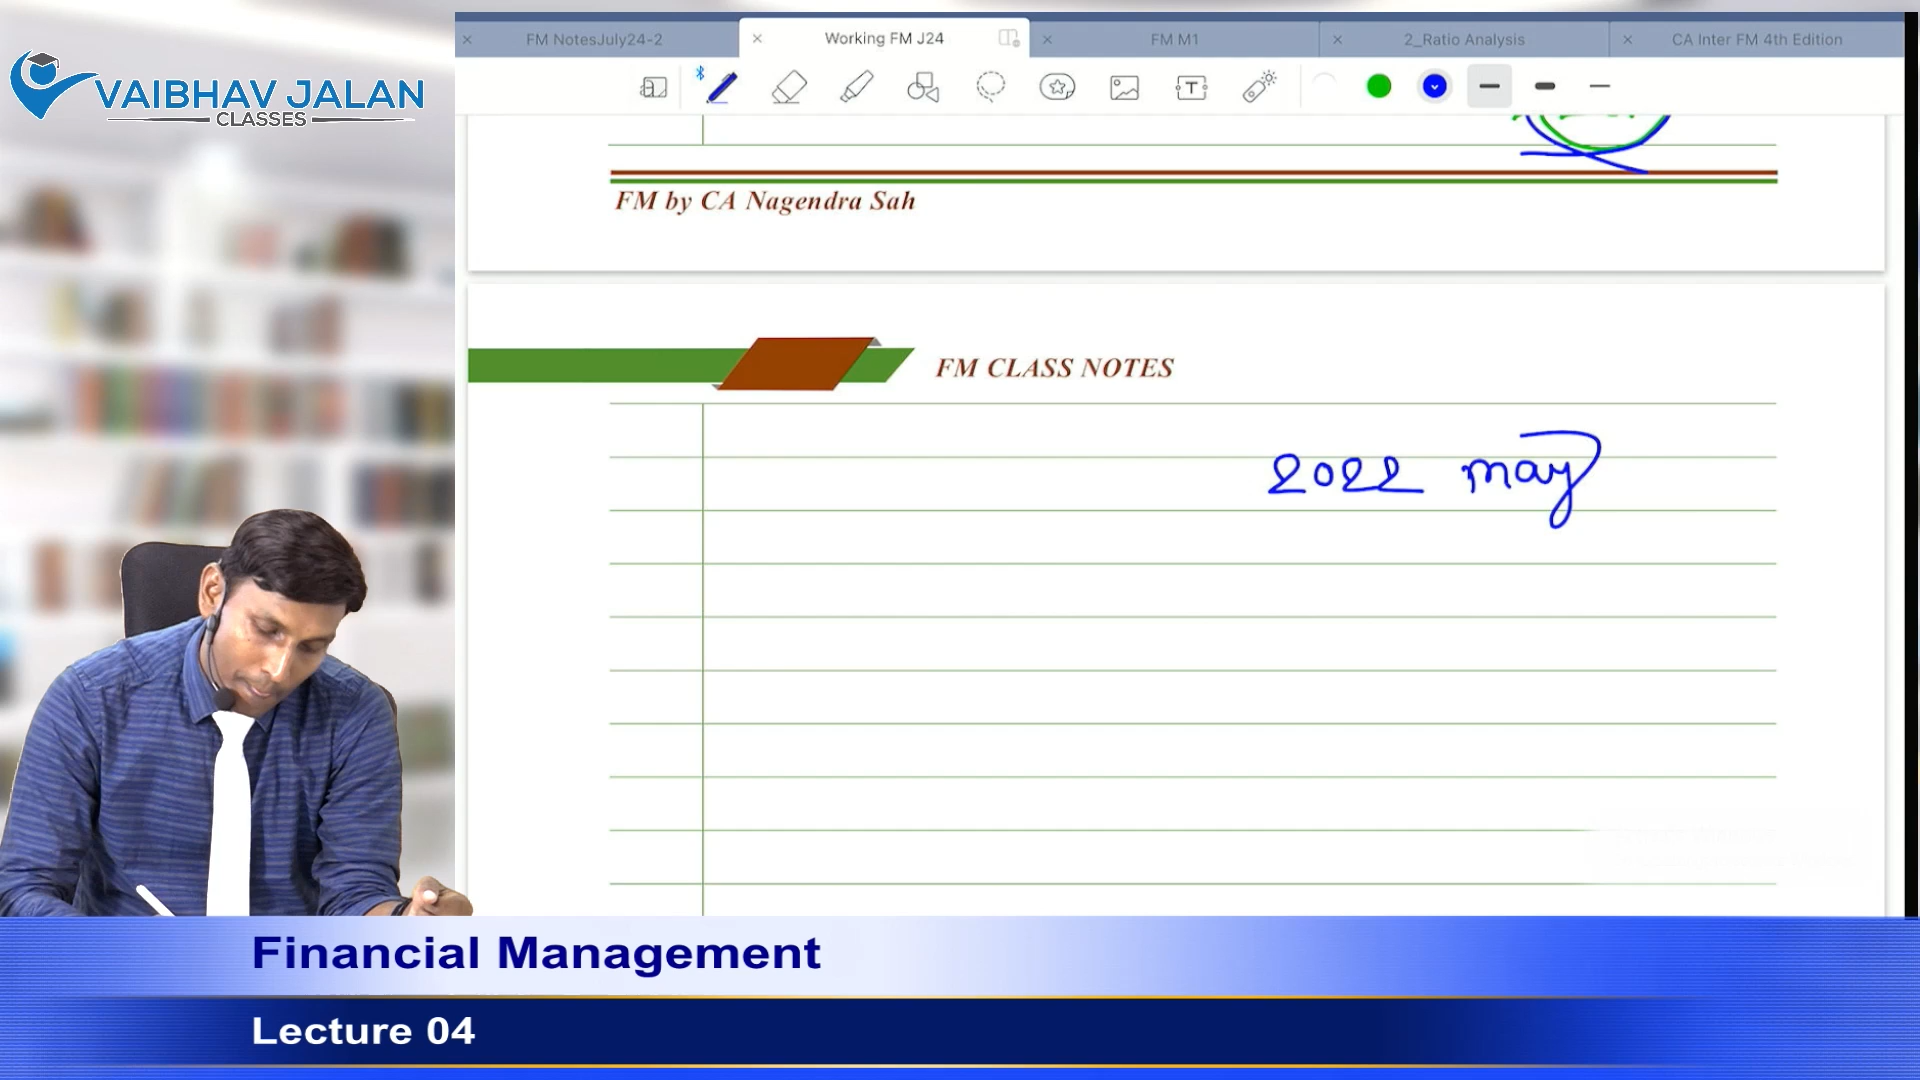 VAIBHAV JALAN
CLASSES
FM NotesJuly24-2
Working FM J24
FM M1
2_Ratio Analysis
CA Inter FM 4th Edition
T
FM by CA Nagendra Sah
FM CLASS NOTES
2022 may
Financial Management
Lecture 04